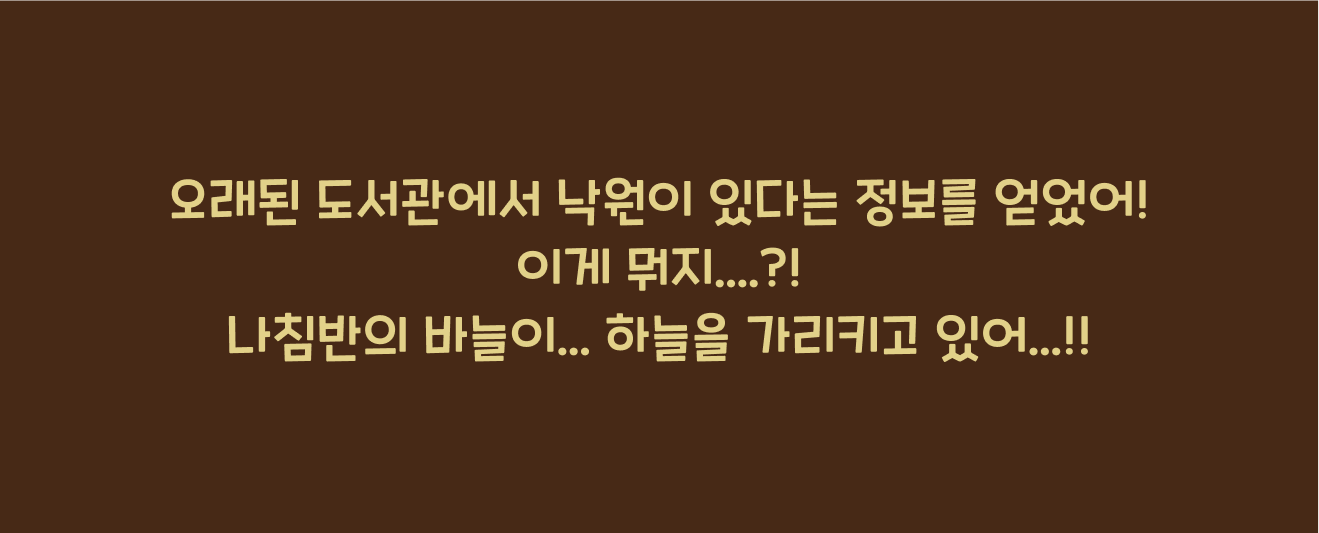 오래된 도서관에서 낙원이 있다는 정보를 얻었어!
이게 뭐지....?!
나침반의 바늘이... 하늘을 가리키고 있어...!!